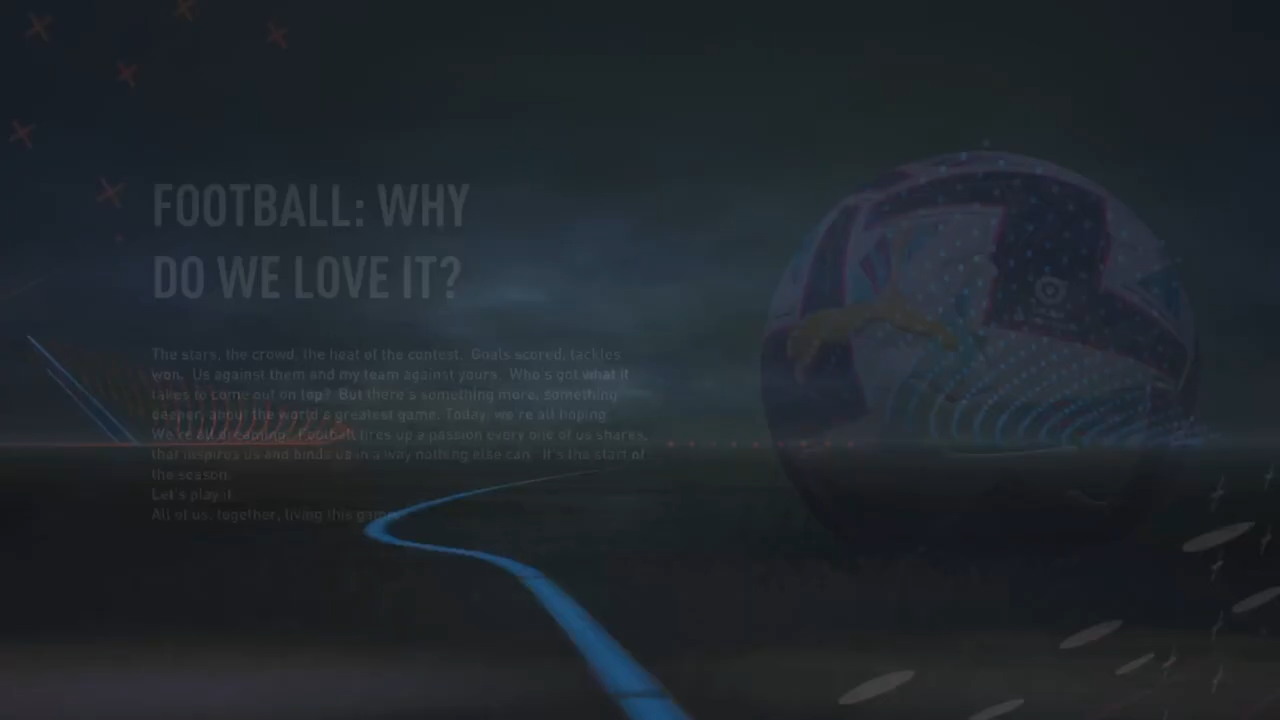 FOOTBALL: WHY
DO WE LOVE IT?
The stars, the crowd, the heat of the contest. Goals scored, tackles
won. Us against them and my team against yours. Who's got what it
takes to come out on top? But there's something more, something
deeper, about the world's greatest game. Today, we're all hoping.
We're all dreaming. Football fires up a passion every one of us shares,
that inspires us and binds us in a way nothing else can. It's the start of
the season.
Let's play it.
All of us, together, living this game.